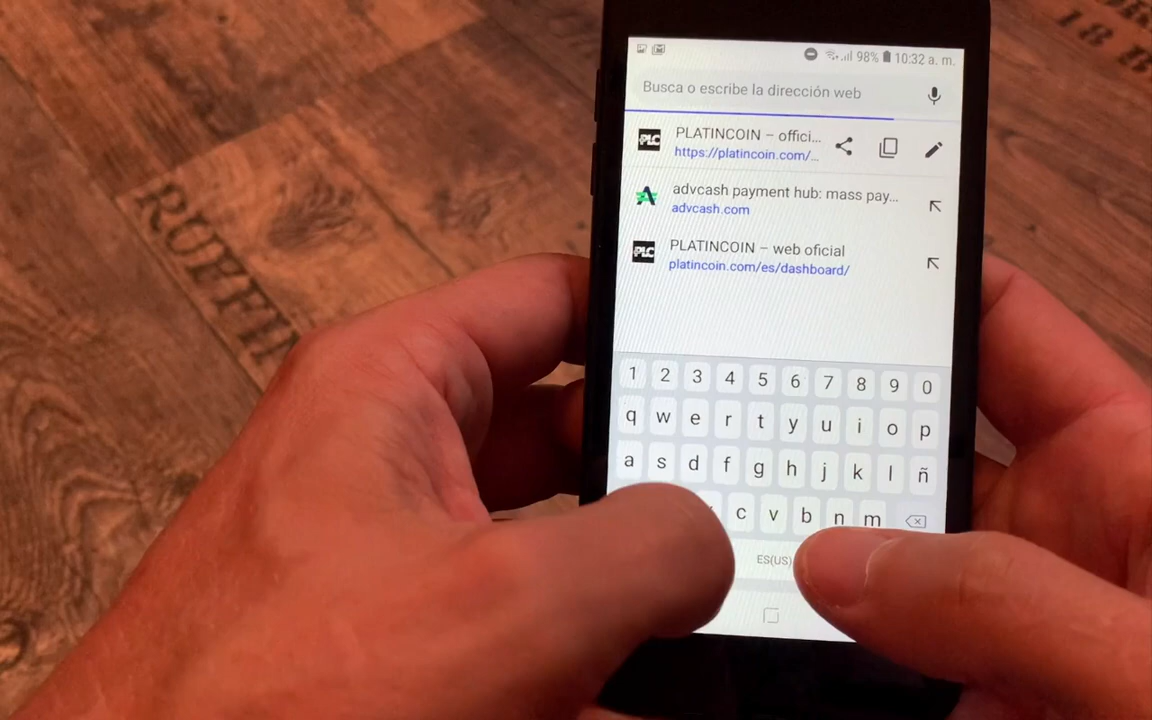 18 B
RUFFIN
98% 10:32 a. m.
Busca o escribe la dirección web
PLC
PLATINCOIN – offici...
https://platincoin.com/...
advcash payment hub: mass pay...
advcash.com
PLC
PLATINCOIN – web oficial
platincoin.com/es/dashboard/
1 2 3 4 5 6 7 8 9 0
q w e r t y u i o p
a s d f g h j k l ñ
c v b n m
ES(US)